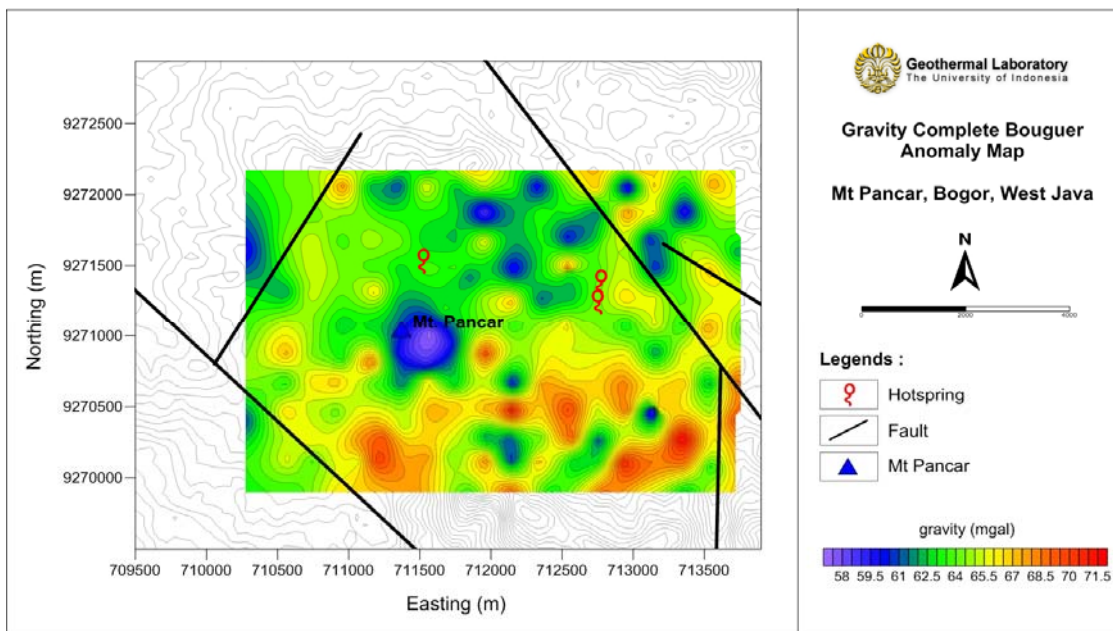 Geothermal Laboratory
The University of Indonesia
Gravity Complete Bouguer
Anomaly Map
Mt Pancar, Bogor, West Java
N
0 2000 4000
Legends :
Hotspring
Fault
Mt Pancar
gravity (mgal)
58 59.5 61 62.5 64 65.5 67 68.5 70 71.5
Northing (m)
9272500
9272000
9271500
9271000
9270500
9270000
Mt. Pancar
709500 710000 710500 711000 711500 712000 712500 713000 713500
Easting (m)